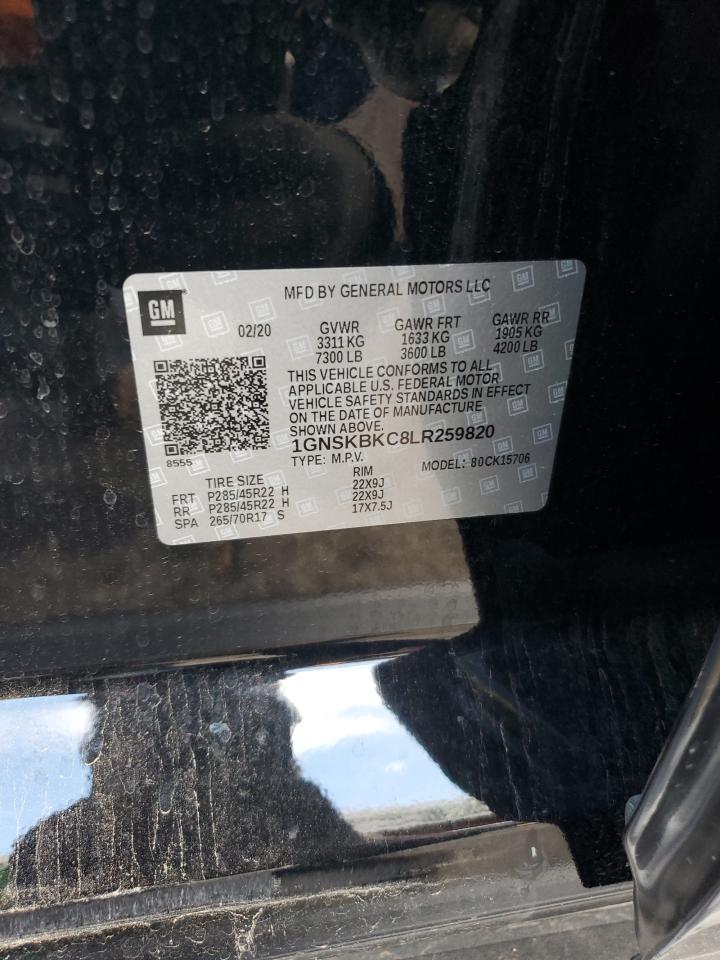 GM
MFD BY GENERAL MOTORS LLC
02/20 GVWR GAWR FRT GAWR RR
3311 KG 1633 KG 1905 KG
7300 LB 3600 LB 4200 LB
THIS VEHICLE CONFORMS TO ALL
APPLICABLE U.S. FEDERAL MOTOR
VEHICLE SAFETY STANDARDS IN EFFECT
ON THE DATE OF MANUFACTURE
SHOWN ABOVE.
1GNSKBKC8LR259820
8555
TYPE: M.P.V. MODEL: 80CK15706
TIRE SIZE RIM
FRT P285/45R22 H 22X9J
RR P285/45R22 H 22X9J
SPA 265/70R17 S 17X7.5J